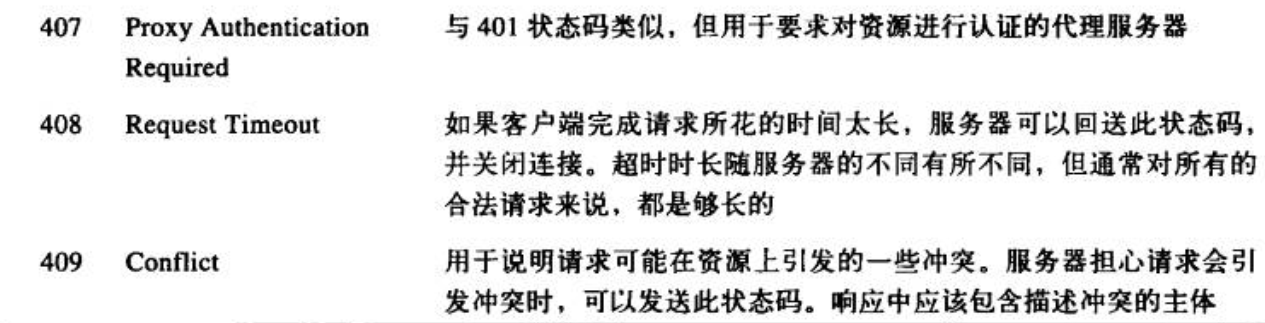 407 Proxy Authentication 与 401 状态码类似，但用于要求对资源进行认证的代理服务器
Required
408 Request Timeout 如果客户端完成请求所花的时间太长，服务器可以回送此状态码，
并关闭连接。超时时长随服务器的不同有所不同，但通常对所有的
合法请求来说，都是够长的
409 Conflict 用于说明请求可能在资源上引发的一些冲突。服务器担心请求会引
发冲突时，可以发送此状态码。响应中应该包含描述冲突的主体